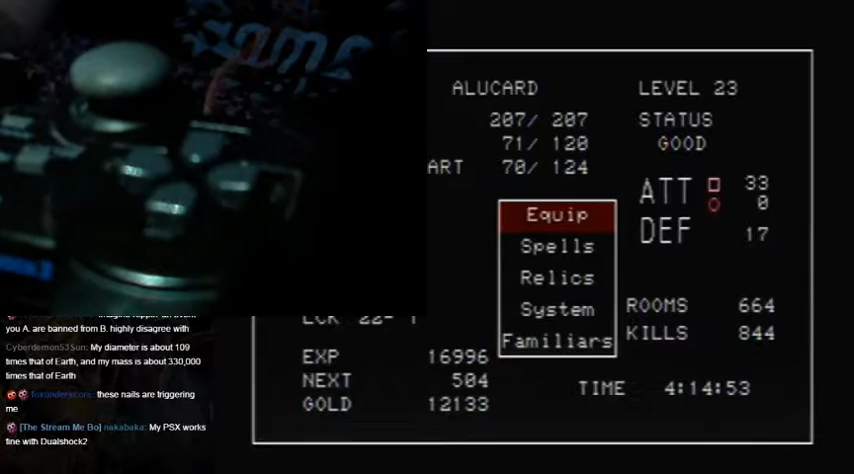 ALUCARD
LEVEL 23
207/ 207
STATUS
71/ 120
GOOD
ART 70/ 124
ATT 33
0
DEF 17
Equip
Spells
Relics
System
Familiars
ROOMS 664
KILLS 844
EXP 16996
NEXT 504
GOLD 12133
TIME 4:14:53
you A. are banned from B. highly disagree with
Cyberdemon53: My diameter is about 109
times that of Earth, and my mass is about 330,000
times that of Earth
these nails are triggering
me
[The Stream Me Bo] nakabaka: My PSX works
fine with Dualshock2